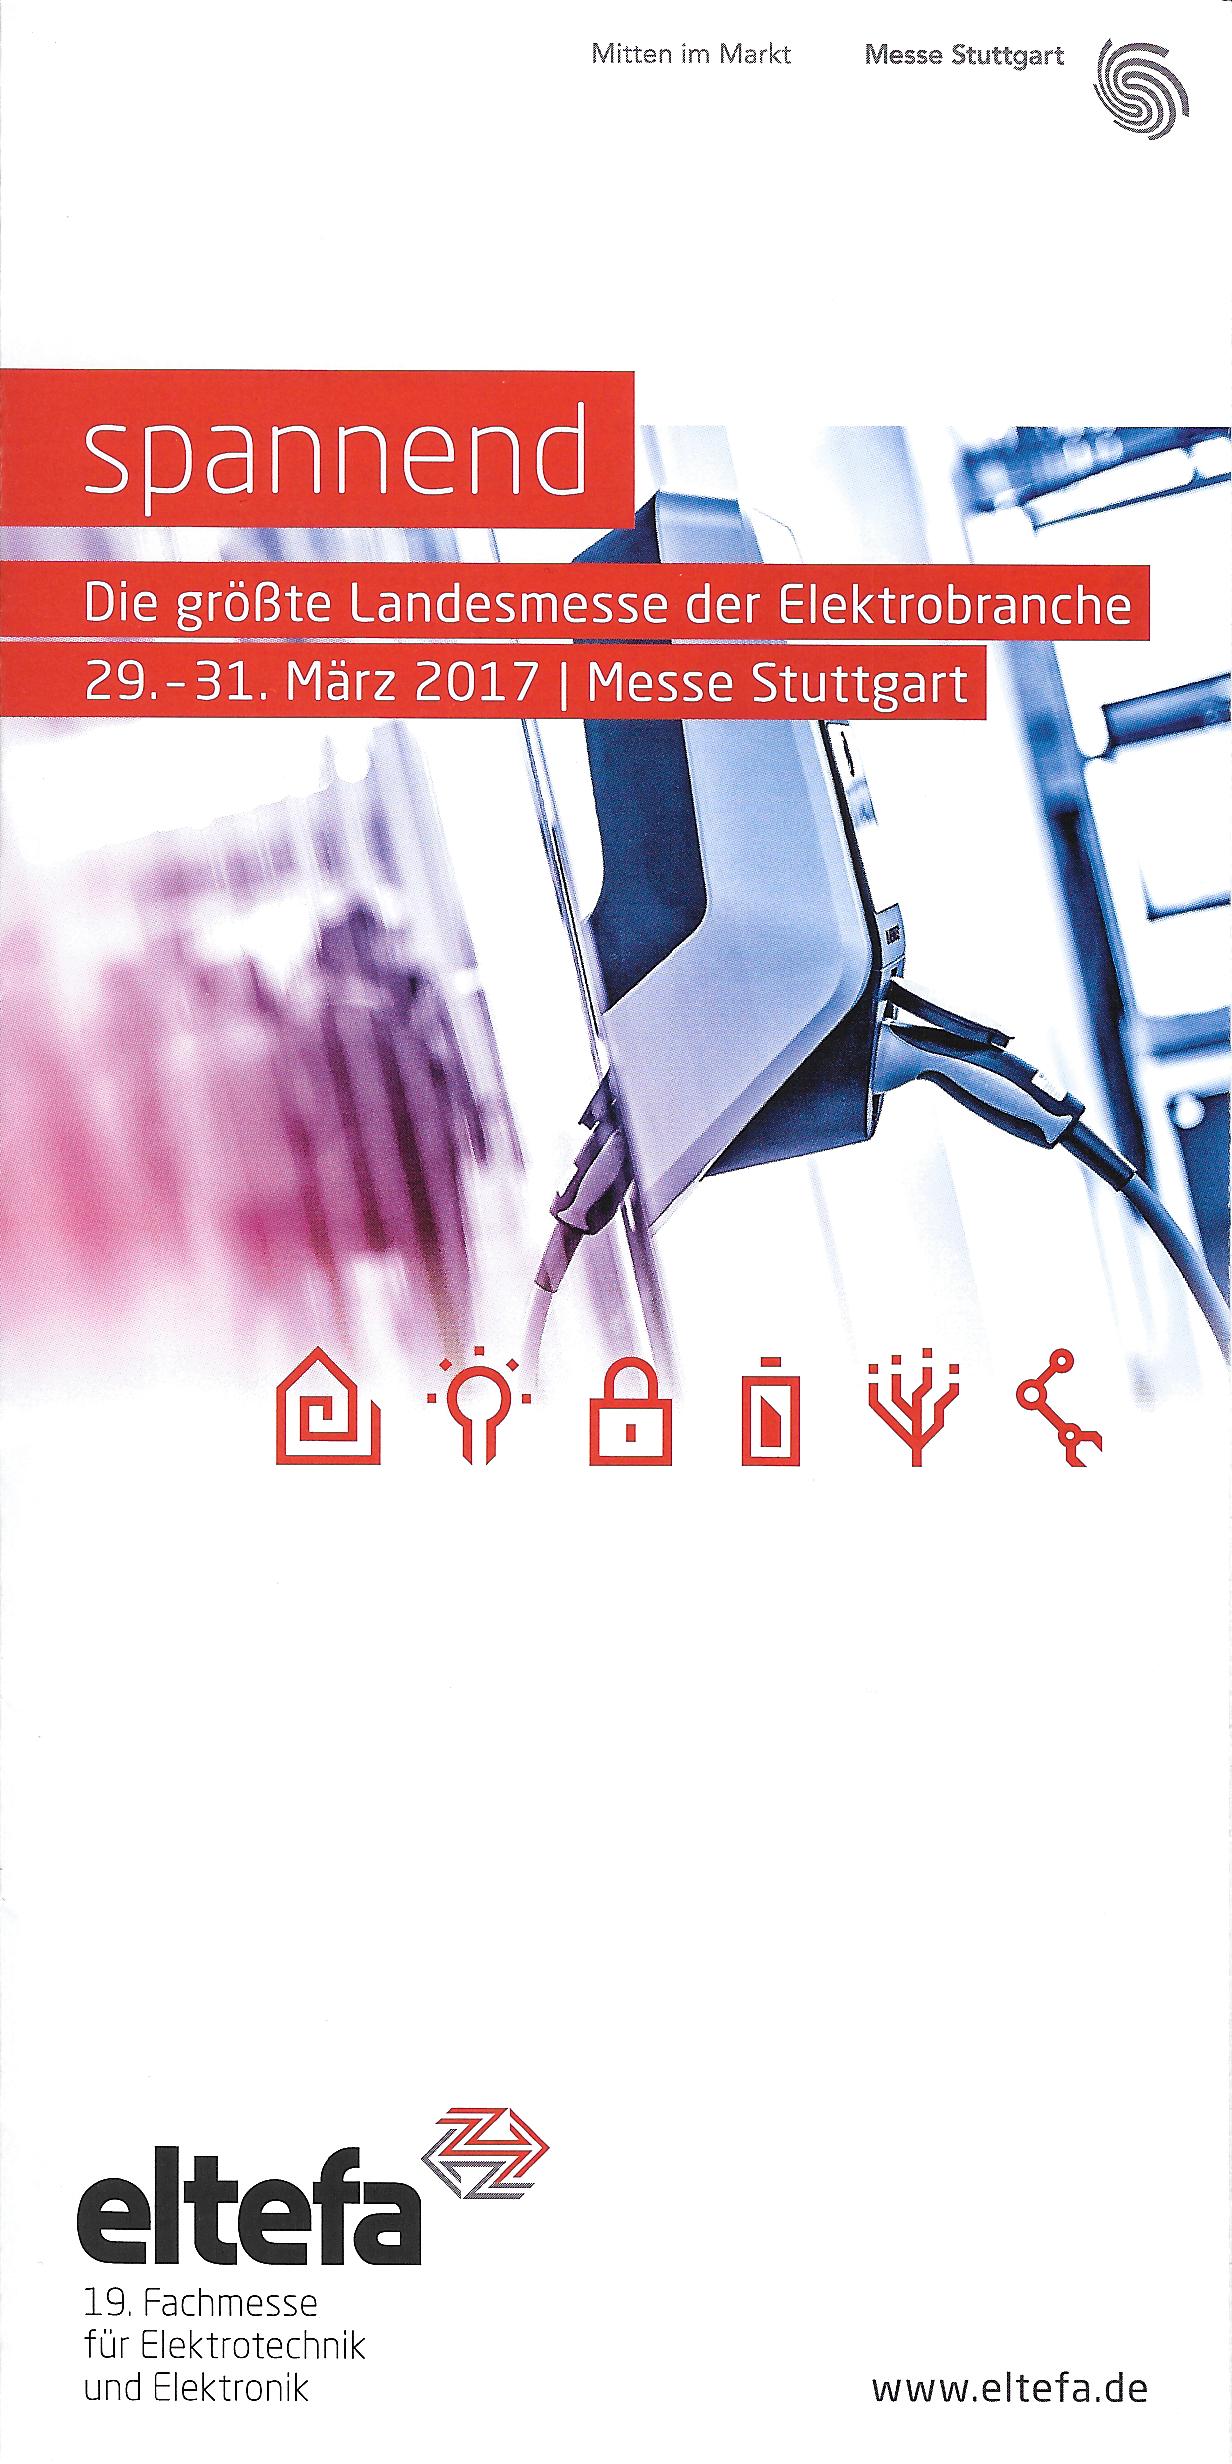 Mitten im Markt
Messe Stuttgart
spannend
Die größte Landesmesse der Elektrobranche
29.–31. März 2017 | Messe Stuttgart
eltefa
19. Fachmesse
für Elektrotechnik
und Elektronik
www.eltefa.de